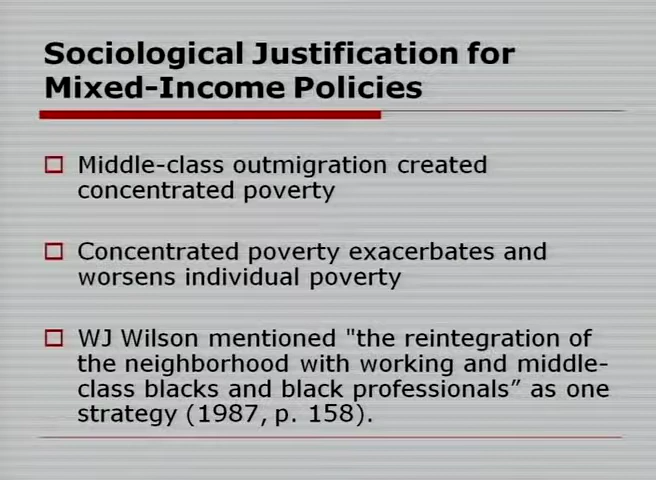 Sociological Justification for
Mixed-Income Policies
Middle-class outmigration created
concentrated poverty
Concentrated poverty exacerbates and
worsens individual poverty
WJ Wilson mentioned "the reintegration of
the neighborhood with working and middle-
class blacks and black professionals” as one
strategy (1987, p. 158).